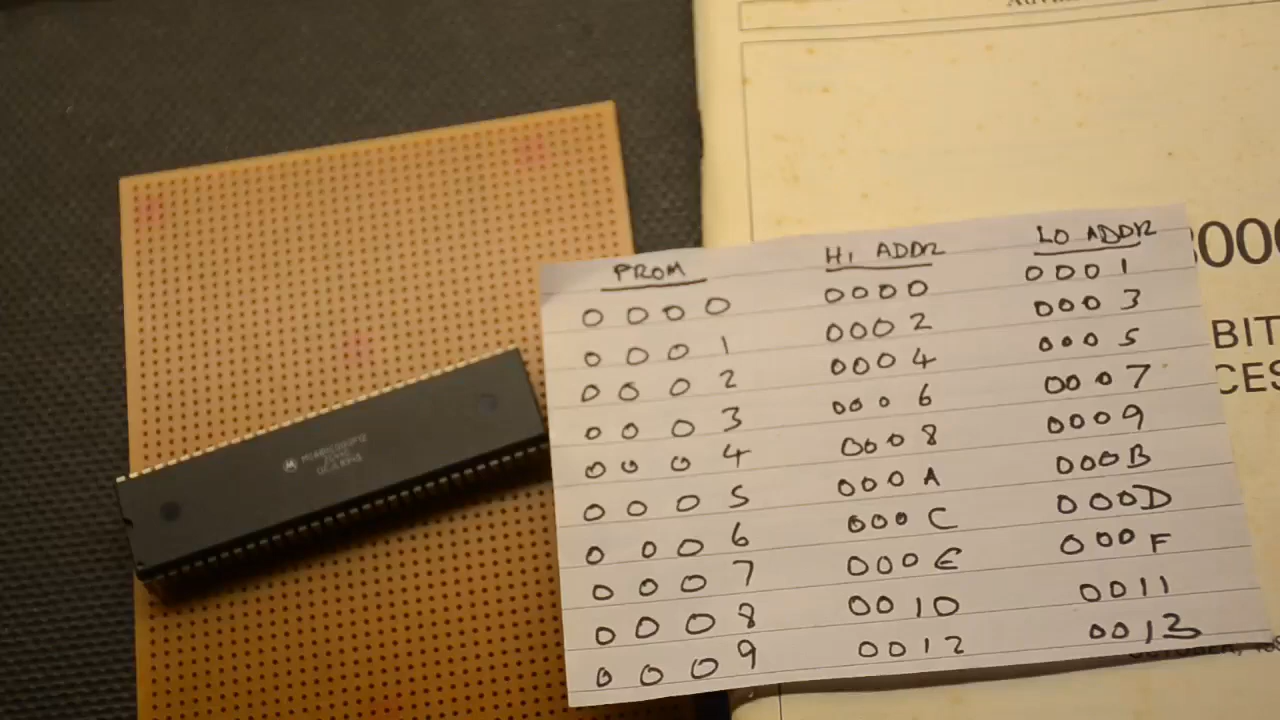 PROM HI ADDR LO ADDR
0000 0000 0001
0001 0002 0003
0002 0004 0005
0003 0006 0007
0004 0008 0009
0005 000A 000B
0006 000C 000D
0007 000E 000F
0008 0010 0011
0009 0012 0013
000
BIT
CES